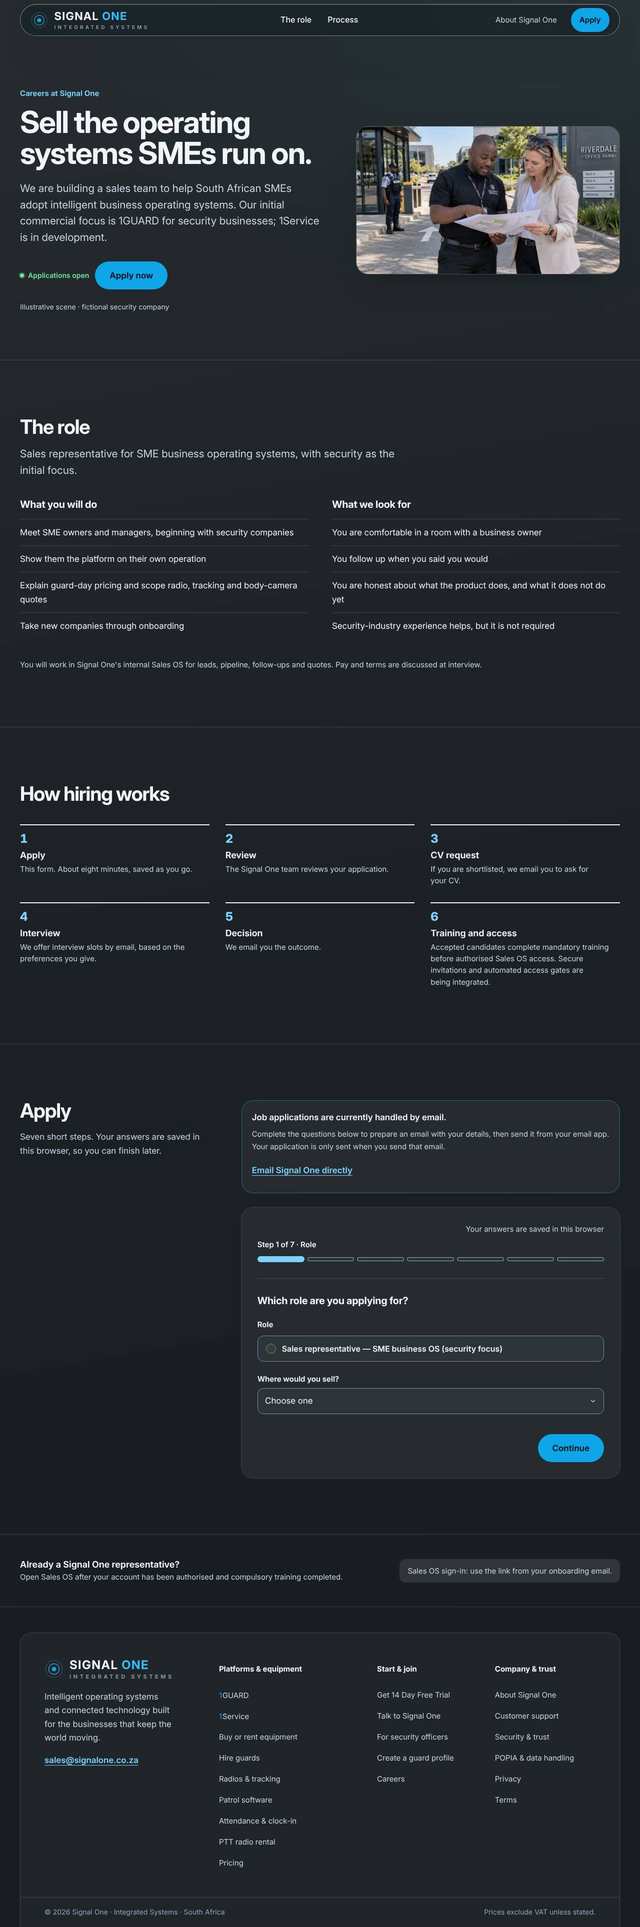 SIGNAL ONE
INTEGRATED SYSTEMS
The role
Process
About Signal One
Apply
Careers at Signal One
Sell the operating
systems SMEs run on.
We are building a sales team to help South African SMEs
adopt intelligent business operating systems. Our initial
commercial focus is 1GUARD for security businesses; 1Service
is in development.
Applications open
Apply now
Illustrative scene · fictional security company
RIVERDALE
OFFICE PARK
The role
Sales representative for SME business operating systems, with security as the
initial focus.
What you will do
Meet SME owners and managers, beginning with security companies
Show them the platform on their own operation
Explain guard-day pricing and scope radio, tracking and body-camera
quotes
Take new companies through onboarding
What we look for
You are comfortable in a room with a business owner
You follow up when you said you would
You are honest about what the product does, and what it does not do
yet
Security-industry experience helps, but it is not required
You will work in Signal One's internal Sales OS for leads, pipeline, follow-ups and quotes. Pay and terms are discussed at interview.
How hiring works
1
Apply
This form. About eight minutes, saved as you go.
2
Review
The Signal One team reviews your application.
3
CV request
If you are shortlisted, we email you to ask for
your CV.
4
Interview
We offer interview slots by email, based on the
preferences you give.
5
Decision
We email you the outcome.
6
Training and access
Accepted candidates complete mandatory training
before authorised Sales OS access. Secure
invitations and automated access gates are
being integrated.
Apply
Seven short steps. Your answers are saved in
this browser, so you can finish later.
Job applications are currently handled by email.
Complete the questions below to prepare an email with your details, then send it from your email app.
Your application is only sent when you send that email.
Email Signal One directly
Your answers are saved in this browser
Step 1 of 7 · Role
Which role are you applying for?
Role
Sales representative — SME business OS (security focus)
Where would you sell?
Choose one
Continue
Already a Signal One representative?
Open Sales OS after your account has been authorised and compulsory training completed.
Sales OS sign-in: use the link from your onboarding email.
SIGNAL ONE
INTEGRATED SYSTEMS
Intelligent operating systems
and connected technology built
for the businesses that keep the
world moving.
sales@signalone.co.za
Platforms & equipment
1GUARD
1Service
Buy or rent equipment
Hire guards
Radios & tracking
Patrol software
Attendance & clock-in
PTT radio rental
Pricing
Start & join
Get 14 Day Free Trial
Talk to Signal One
For security officers
Create a guard profile
Careers
Company & trust
About Signal One
Customer support
Security & trust
POPIA & data handling
Privacy
Terms
© 2026 Signal One · Integrated Systems · South Africa
Prices exclude VAT unless stated.